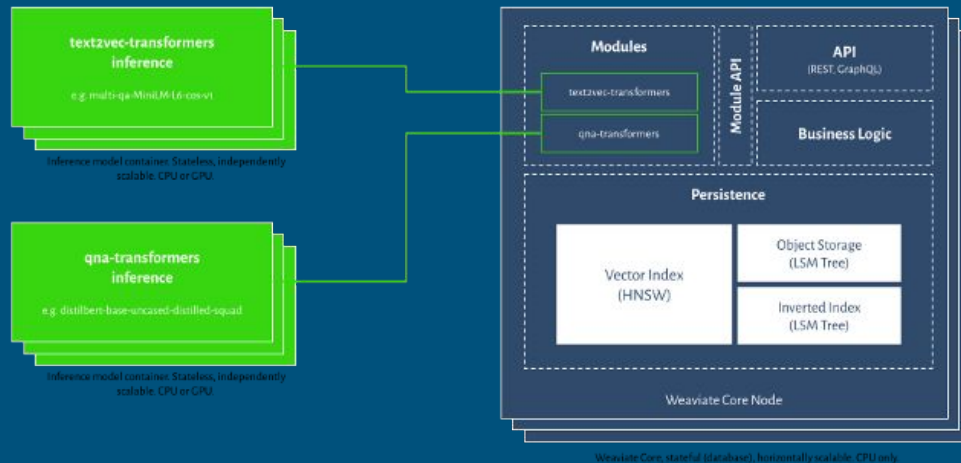 text2vec-transformers
inference
e.g. multi-qa-MiniLM-L6-cos-v1
Inference model container. Stateless, independently
scalable. CPU or GPU.
qna-transformers
inference
e.g. distilbert-base-uncased-distilled-squad
Inference model container. Stateless, independently
scalable. CPU or GPU.
Modules
text2vec-transformers
qna-transformers
Module API
API
(REST, GraphQL)
Business Logic
Persistence
Vector Index
(HNSW)
Object Storage
(LSM Tree)
Inverted Index
(LSM Tree)
Weaviate Core Node
Weaviate Core, stateful (database), horizontally scalable. CPU only.